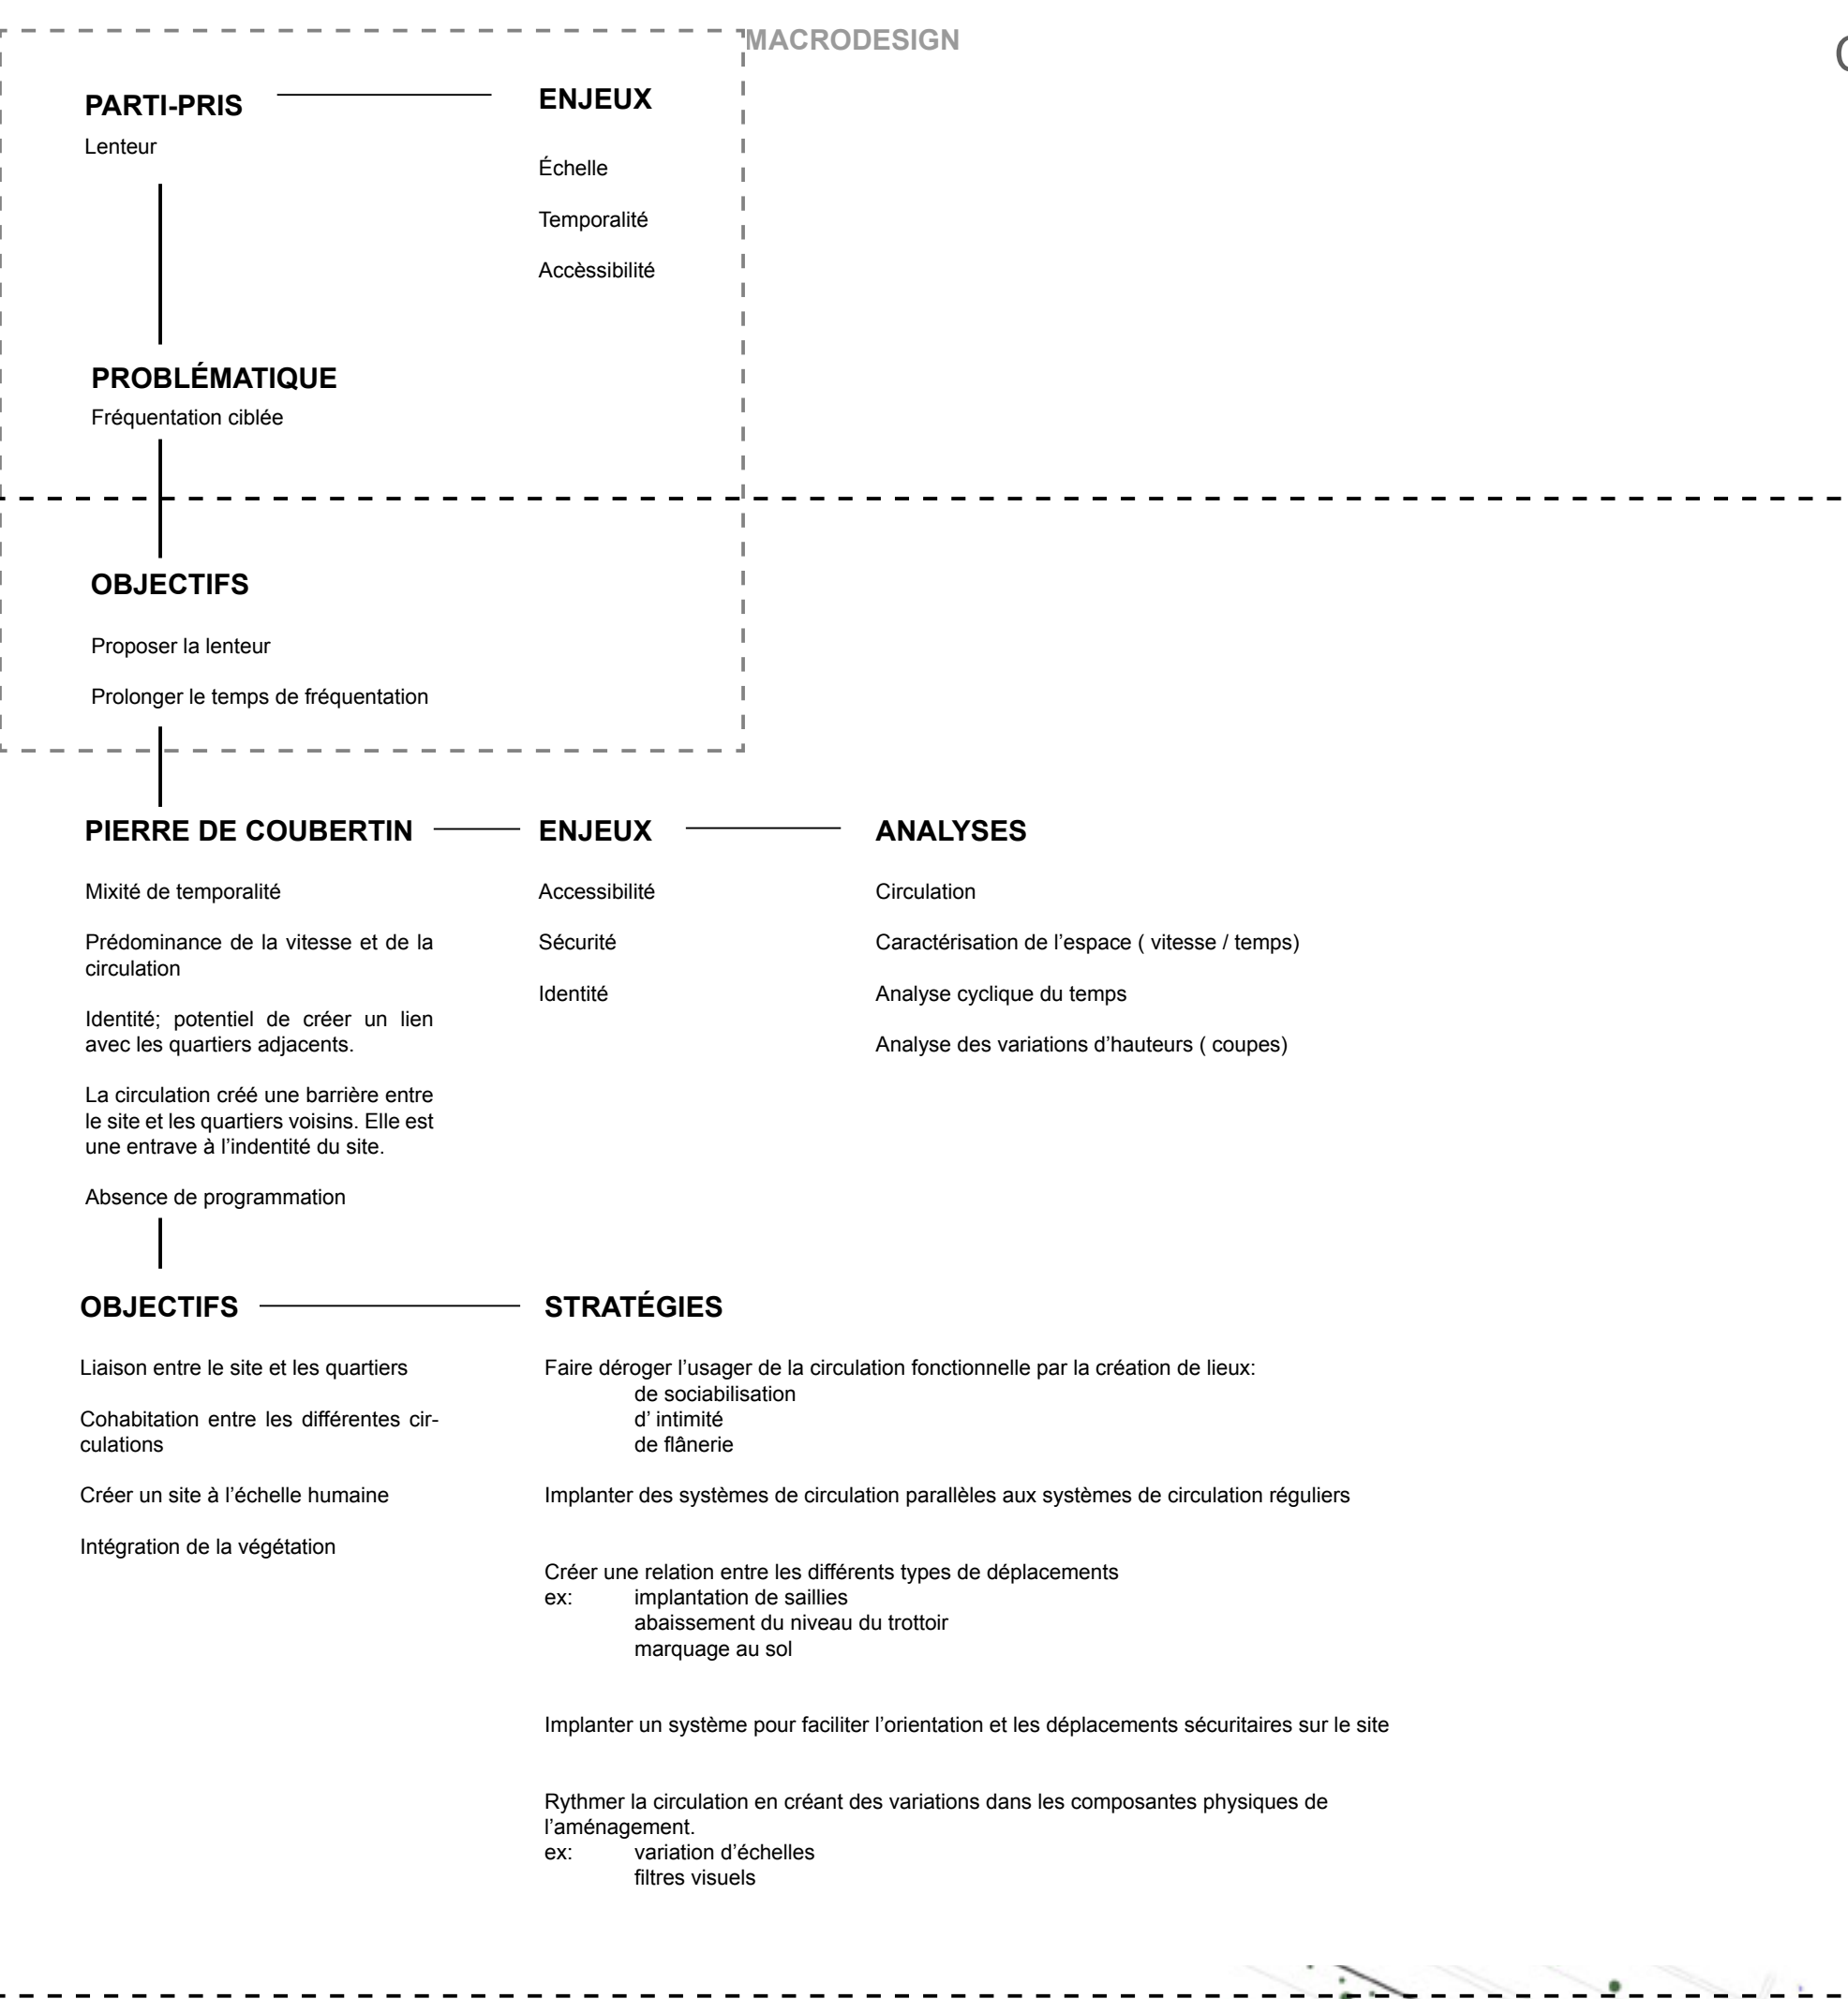 MACRODESIGN
PARTI-PRIS
Lenteur
ENJEUX
Échelle
Temporalité
Accèssibilité
PROBLÉMATIQUE
Fréquentation ciblée
OBJECTIFS
Proposer la lenteur
Prolonger le temps de fréquentation
PIERRE DE COUBERTIN
Mixité de temporalité
Prédominance de la vitesse et de la
circulation
Identité; potentiel de créer un lien
avec les quartiers adjacents.
La circulation créé une barrière entre
le site et les quartiers voisins. Elle est
une entrave à l’indentité du site.
Absence de programmation
ENJEUX
Accessibilité
Sécurité
Identité
ANALYSES
Circulation
Caractérisation de l’espace ( vitesse / temps)
Analyse cyclique du temps
Analyse des variations d’hauteurs ( coupes)
OBJECTIFS
Liaison entre le site et les quartiers
Cohabitation entre les différentes cir-
culations
Créer un site à l’échelle humaine
Intégration de la végétation
STRATÉGIES
Faire déroger l’usager de la circulation fonctionnelle par la création de lieux:
de sociabilisation
d’ intimité
de flânerie
Implanter des systèmes de circulation parallèles aux systèmes de circulation réguliers
Créer une relation entre les différents types de déplacements
ex: implantation de saillies
abaissement du niveau du trottoir
marquage au sol
Implanter un système pour faciliter l’orientation et les déplacements sécuritaires sur le site
Rythmer la circulation en créant des variations dans les composantes physiques de
l’aménagement.
ex: variation d’échelles
filtres visuels